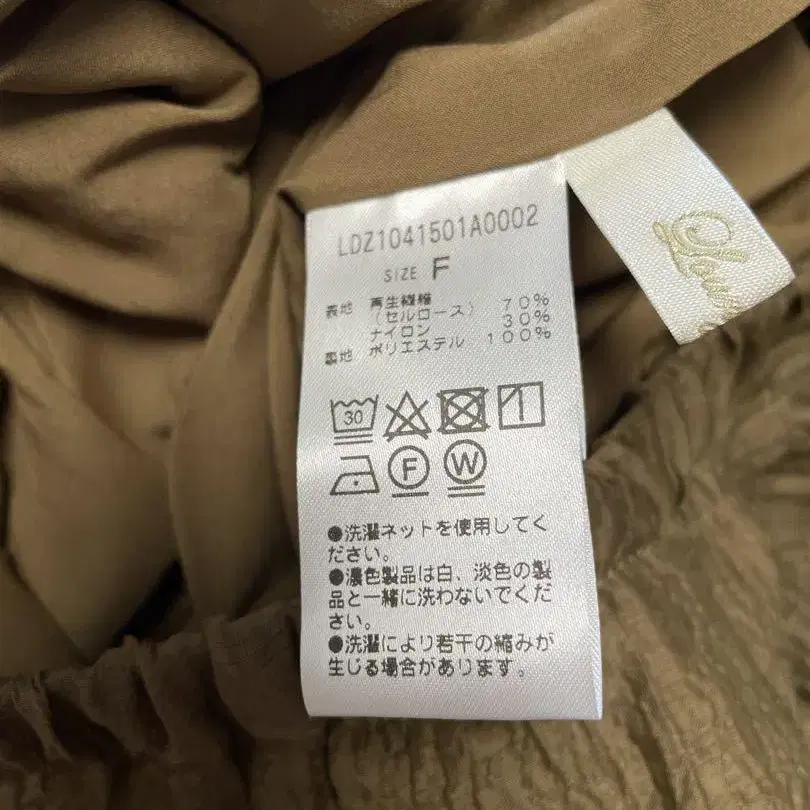 LDZ1041501A0002
SIZE F
表地 再生繊維 70%
(セルロース)
ナイロン 30%
裏地 ポリエステル 100%
30
F W
●洗濯ネットを使用してく
ださい。
●濃色製品は白、淡色の製
品と一緒に洗わないでくだ
さい。
●洗濯により若干の縮みが
生じる場合があります。